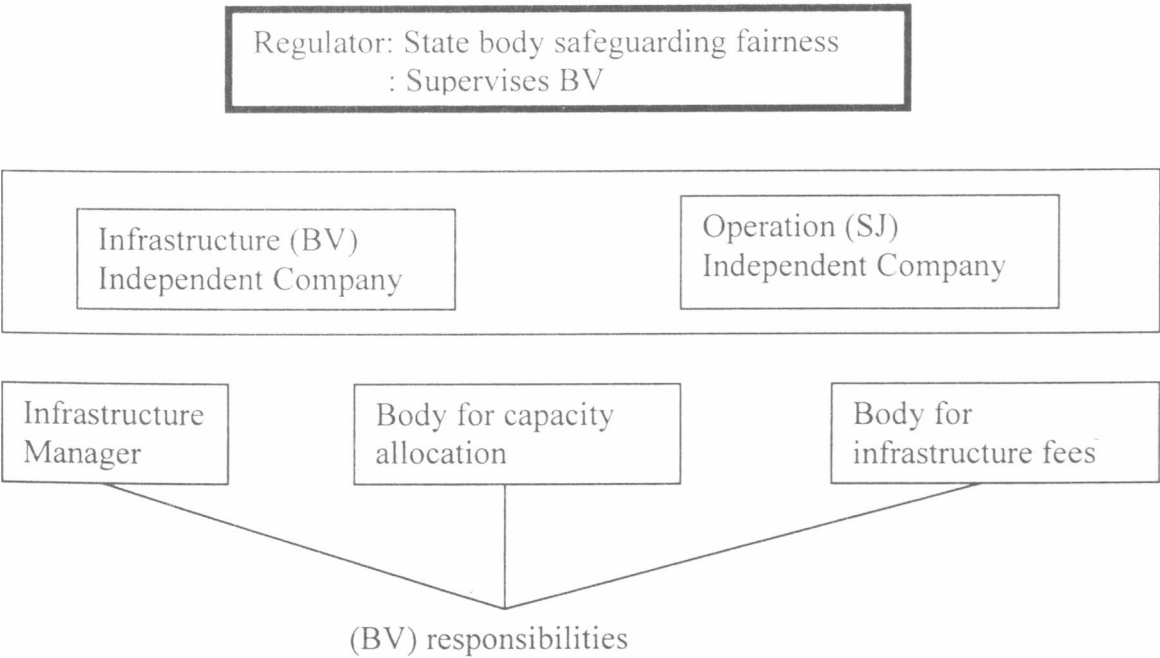 Regulator: State body safeguarding fairness
: Supervises BV
Infrastructure (BV)
Independent Company
Operation (SJ)
Independent Company
Infrastructure
Manager
Body for capacity
allocation
Body for
infrastructure fees
(BV) responsibilities